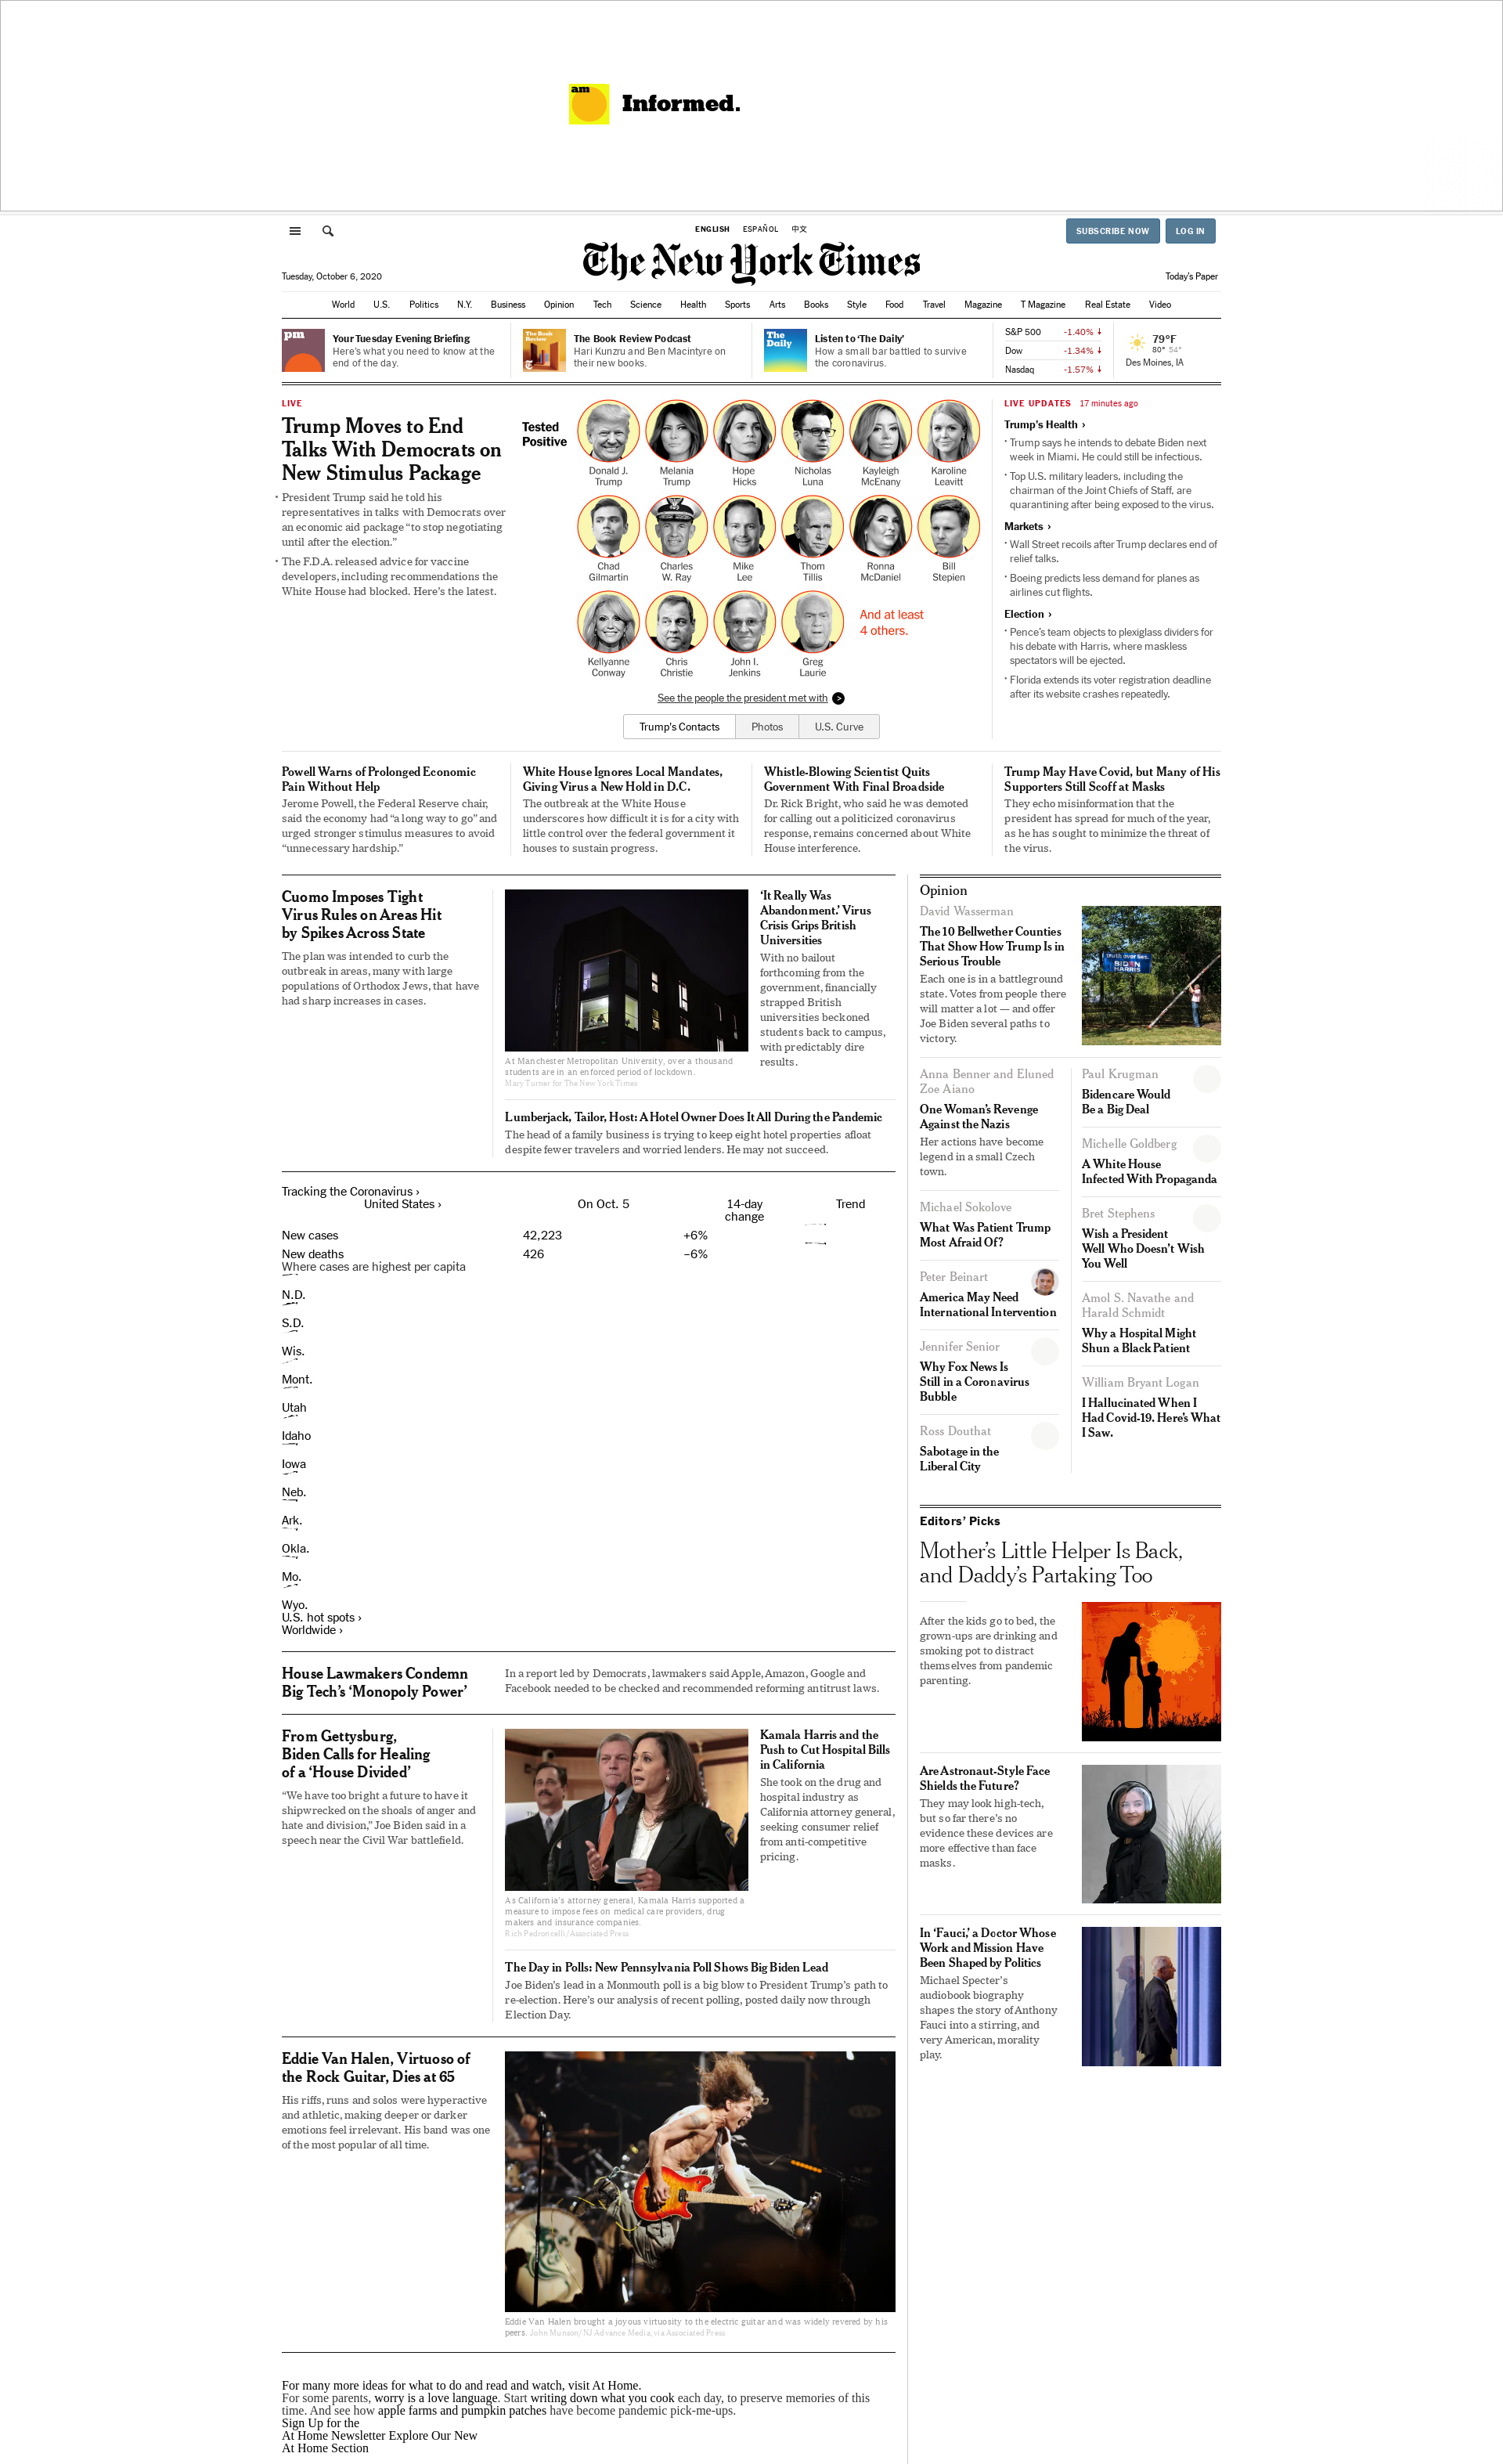 am
Informed.
ENGLISH ESPAÑOL 中文
SUBSCRIBE NOW LOG IN
The New York Times
Tuesday, October 6, 2020
Today's Paper
World U.S. Politics N.Y. Business Opinion Tech Science Health Sports Arts Books Style Food Travel Magazine T Magazine Real Estate Video
pm
Your Tuesday Evening Briefing
Here's what you need to know at the
end of the day.
The Book
Review
The Book Review Podcast
Hari Kunzru and Ben Macintyre on
their new books.
The
Daily
Listen to ‘The Daily’
How a small bar battled to survive
the coronavirus.
S&P 500 -1.40%
Dow -1.34%
Nasdaq -1.57%
79°F
80° 54°
Des Moines, IA
LIVE
Trump Moves to End
Talks With Democrats on
New Stimulus Package
• President Trump said he told his
representatives in talks with Democrats over
an economic aid package “to stop negotiating
until after the election.”
• The F.D.A. released advice for vaccine
developers, including recommendations the
White House had blocked. Here's the latest.
Tested
Positive
Donald J.
Trump
Melania
Trump
Hope
Hicks
Nicholas
Luna
Kayleigh
McEnany
Karoline
Leavitt
Chad
Gilmartin
Charles
W. Ray
Mike
Lee
Thom
Tillis
Ronna
McDaniel
Bill
Stepien
Kellyanne
Conway
Chris
Christie
John I.
Jenkins
Greg
Laurie
And at least
4 others.
See the people the president met with >
Trump's Contacts Photos U.S. Curve
LIVE UPDATES 17 minutes ago
Trump's Health ›
• Trump says he intends to debate Biden next
week in Miami. He could still be infectious.
• Top U.S. military leaders, including the
chairman of the Joint Chiefs of Staff, are
quarantining after being exposed to the virus.
Markets ›
• Wall Street recoils after Trump declares end of
relief talks.
• Boeing predicts less demand for planes as
airlines cut flights.
Election ›
• Pence's team objects to plexiglass dividers for
his debate with Harris, where maskless
spectators will be ejected.
• Florida extends its voter registration deadline
after its website crashes repeatedly.
Powell Warns of Prolonged Economic
Pain Without Help
Jerome Powell, the Federal Reserve chair,
said the economy had “a long way to go” and
urged stronger stimulus measures to avoid
“unnecessary hardship.”
White House Ignores Local Mandates,
Giving Virus a New Hold in D.C.
The outbreak at the White House
underscores how difficult it is for a city with
little control over the federal government it
houses to sustain progress.
Whistle-Blowing Scientist Quits
Government With Final Broadside
Dr. Rick Bright, who said he was demoted
for calling out a politicized coronavirus
response, remains concerned about White
House interference.
Trump May Have Covid, but Many of His
Supporters Still Scoff at Masks
They echo misinformation that the
president has spread for much of the year,
as he has sought to minimize the threat of
the virus.
Cuomo Imposes Tight
Virus Rules on Areas Hit
by Spikes Across State
The plan was intended to curb the
outbreak in areas, many with large
populations of Orthodox Jews, that have
had sharp increases in cases.
At Manchester Metropolitan University, over a thousand
students are in an enforced period of lockdown.
Mary Turner for The New York Times
‘It Really Was
Abandonment.’ Virus
Crisis Grips British
Universities
With no bailout
forthcoming from the
government, financially
strapped British
universities beckoned
students back to campus,
with predictably dire
results.
Lumberjack, Tailor, Host: A Hotel Owner Does It All During the Pandemic
The head of a family business is trying to keep eight hotel properties afloat
despite fewer travelers and worried lenders. He may not succeed.
Tracking the Coronavirus ›
United States › On Oct. 5 14-day
change Trend
New cases 42,223 +6%
New deaths 426 –6%
Where cases are highest per capita
N.D.
S.D.
Wis.
Mont.
Utah
Idaho
Iowa
Neb.
Ark.
Okla.
Mo.
Wyo.
U.S. hot spots ›
Worldwide ›
House Lawmakers Condemn
Big Tech's ‘Monopoly Power’
In a report led by Democrats, lawmakers said Apple, Amazon, Google and
Facebook needed to be checked and recommended reforming antitrust laws.
From Gettysburg,
Biden Calls for Healing
of a ‘House Divided’
“We have too bright a future to have it
shipwrecked on the shoals of anger and
hate and division,” Joe Biden said in a
speech near the Civil War battlefield.
As California's attorney general, Kamala Harris supported a
measure to impose fees on medical care providers, drug
makers and insurance companies.
Rich Pedroncelli/Associated Press
Kamala Harris and the
Push to Cut Hospital Bills
in California
She took on the drug and
hospital industry as
California attorney general,
seeking consumer relief
from anti-competitive
pricing.
The Day in Polls: New Pennsylvania Poll Shows Big Biden Lead
Joe Biden's lead in a Monmouth poll is a big blow to President Trump's path to
re-election. Here's our analysis of recent polling, posted daily now through
Election Day.
Eddie Van Halen, Virtuoso of
the Rock Guitar, Dies at 65
His riffs, runs and solos were hyperactive
and athletic, making deeper or darker
emotions feel irrelevant. His band was one
of the most popular of all time.
Eddie Van Halen brought a joyous virtuosity to the electric guitar and was widely revered by his
peers. John Munson/NJ Advance Media, via Associated Press
For many more ideas for what to do and read and watch, visit At Home.
For some parents, worry is a love language. Start writing down what you cook each day, to preserve memories of this
time. And see how apple farms and pumpkin patches have become pandemic pick-me-ups.
Sign Up for the
At Home Newsletter Explore Our New
At Home Section
Opinion
David Wasserman
The 10 Bellwether Counties
That Show How Trump Is in
Serious Trouble
Each one is in a battleground
state. Votes from people there
will matter a lot — and offer
Joe Biden several paths to
victory.
truth over lies.
BIDEN
HARRIS
Anna Benner and Eluned
Zoe Aiano
One Woman's Revenge
Against the Nazis
Her actions have become
legend in a small Czech
town.
Michael Sokolove
What Was Patient Trump
Most Afraid Of?
Peter Beinart
America May Need
International Intervention
Jennifer Senior
Why Fox News Is
Still in a Coronavirus
Bubble
Ross Douthat
Sabotage in the
Liberal City
Paul Krugman
Bidencare Would
Be a Big Deal
Michelle Goldberg
A White House
Infected With Propaganda
Bret Stephens
Wish a President
Well Who Doesn't Wish
You Well
Amol S. Navathe and
Harald Schmidt
Why a Hospital Might
Shun a Black Patient
William Bryant Logan
I Hallucinated When I
Had Covid-19. Here's What
I Saw.
Editors' Picks
Mother's Little Helper Is Back,
and Daddy's Partaking Too
After the kids go to bed, the
grown-ups are drinking and
smoking pot to distract
themselves from pandemic
parenting.
Are Astronaut-Style Face
Shields the Future?
They may look high-tech,
but so far there's no
evidence these devices are
more effective than face
masks.
In ‘Fauci,’ a Doctor Whose
Work and Mission Have
Been Shaped by Politics
Michael Specter's
audiobook biography
shapes the story of Anthony
Fauci into a stirring, and
very American, morality
play.